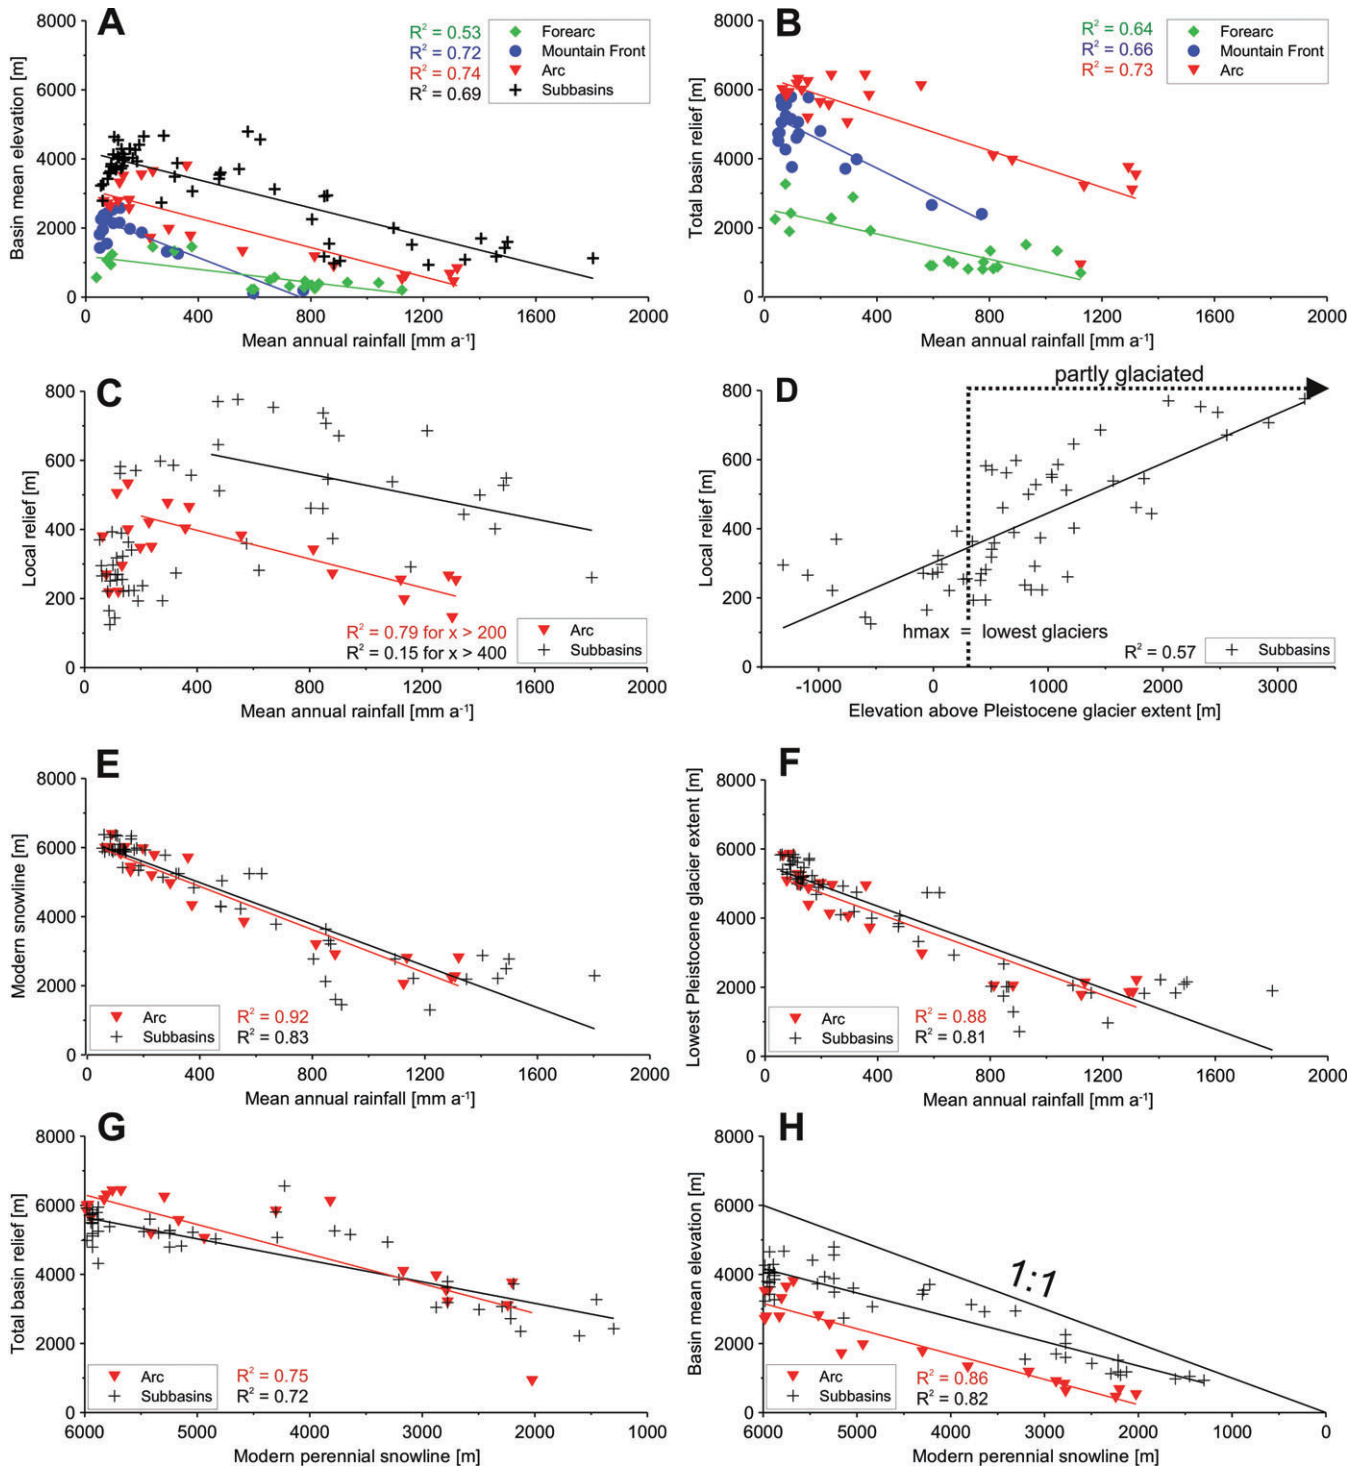 A
R² = 0.53
R² = 0.72
R² = 0.74
R² = 0.69
Forearc
Mountain Front
Arc
Subbasins
8000
6000
4000
2000
0
Basin mean elevation [m]
0 400 800 1200 1600 2000
Mean annual rainfall [mm a⁻¹]
B
R² = 0.64
R² = 0.66
R² = 0.73
Forearc
Mountain Front
Arc
8000
6000
4000
2000
0
Total basin relief [m]
0 400 800 1200 1600 2000
Mean annual rainfall [mm a⁻¹]
C
800
600
400
200
0
Local relief [m]
R² = 0.79 for x > 200
R² = 0.15 for x > 400
Arc
Subbasins
0 400 800 1200 1600 2000
Mean annual rainfall [mm a⁻¹]
D
partly glaciated
800
600
400
200
0
Local relief [m]
hmax = lowest glaciers
R² = 0.57
Subbasins
-1000 0 1000 2000 3000
Elevation above Pleistocene glacier extent [m]
E
8000
6000
4000
2000
0
Modern snowline [m]
Arc
Subbasins
R² = 0.92
R² = 0.83
0 400 800 1200 1600 2000
Mean annual rainfall [mm a⁻¹]
F
8000
6000
4000
2000
0
Lowest Pleistocene glacier extent [m]
Arc
Subbasins
R² = 0.88
R² = 0.81
0 400 800 1200 1600 2000
Mean annual rainfall [mm a⁻¹]
G
8000
6000
4000
2000
0
Total basin relief [m]
Arc
Subbasins
R² = 0.75
R² = 0.72
6000 5000 4000 3000 2000 1000
Modern perennial snowline [m]
H
1:1
8000
6000
4000
2000
0
Basin mean elevation [m]
Arc
Subbasins
R² = 0.86
R² = 0.82
6000 5000 4000 3000 2000 1000 0
Modern perennial snowline [m]